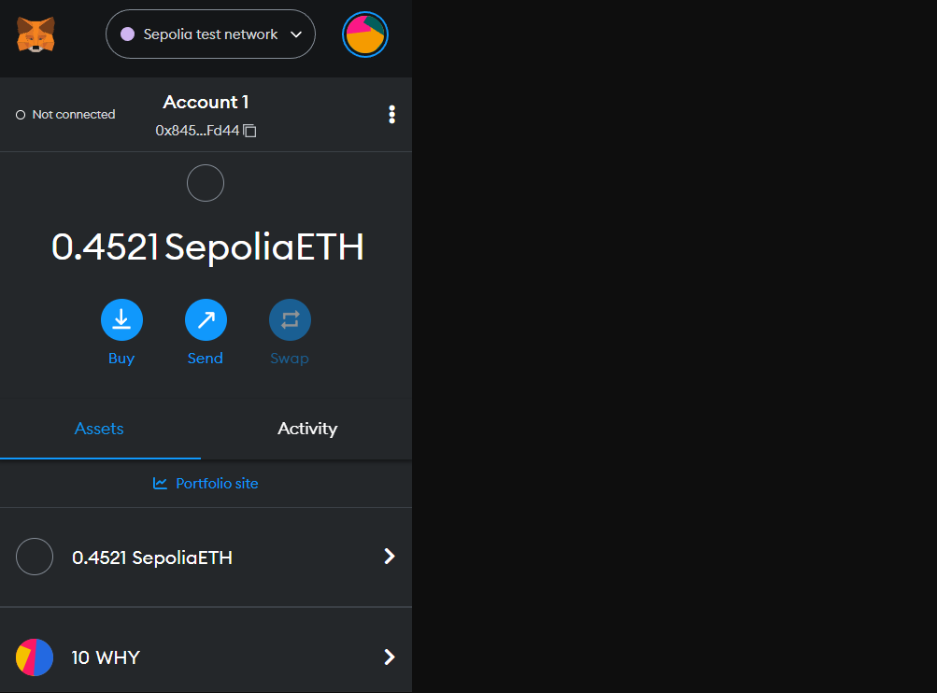 Sepolia test network
Not connected
Account 1
0x845...Fd44
0.4521 SepoliaETH
Buy
Send
Swap
Assets
Activity
Portfolio site
0.4521 SepoliaETH
10 WHY